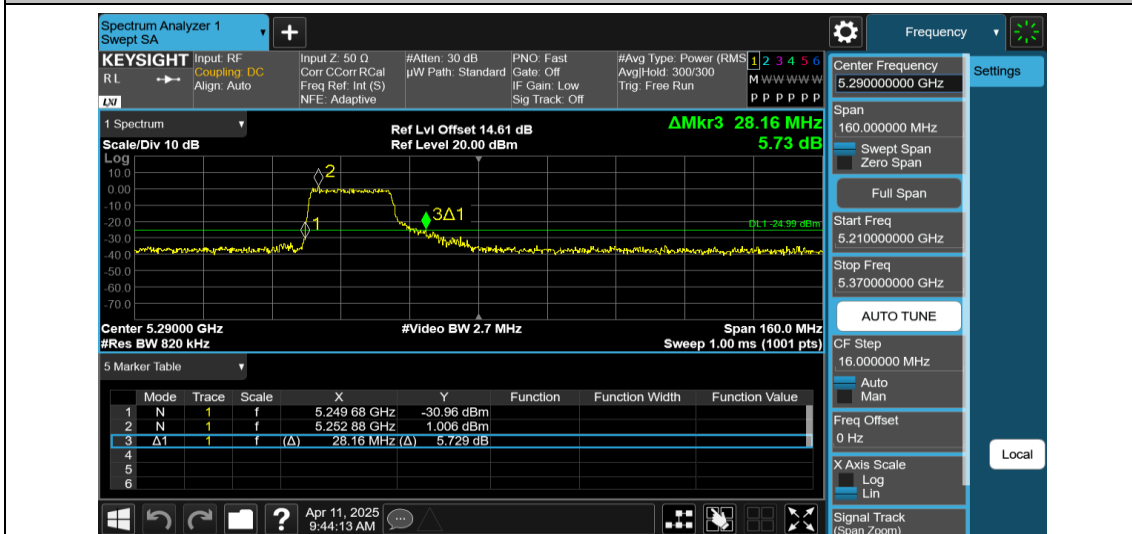 Spectrum Analyzer 1
Swept SA
+
Frequency
KEYSIGHT
RL
LXI
Input: RF
Coupling: DC
Align: Auto
Input Z: 50 Ω
Corr CCorr RCal
Freq Ref: Int (S)
NFE: Adaptive
#Atten: 30 dB
µW Path: Standard
PNO: Fast
Gate: Off
IF Gain: Low
Sig Track: Off
#Avg Type: Power (RMS
Avg|Hold: 300/300
Trig: Free Run
1 2 3 4 5 6
M W W W W W
P P P P P P
1 Spectrum
Scale/Div 10 dB
Ref Lvl Offset 14.61 dB
Ref Level 20.00 dBm
ΔMkr3 28.16 MHz
5.73 dB
Log
10.0
0.00
-10.0
-20.0
-30.0
-40.0
-50.0
-60.0
-70.0
2
1
3Δ1
DL1 -24.99 dBm
Center 5.29000 GHz
#Video BW 2.7 MHz
Span 160.0 MHz
#Res BW 820 kHz
Sweep 1.00 ms (1001 pts)
5 Marker Table
Mode Trace Scale X Y Function Function Width Function Value
1 N 1 f 5.249 68 GHz -30.96 dBm
2 N 1 f 5.252 88 GHz 1.006 dBm
3 Δ1 1 f (Δ) 28.16 MHz (Δ) 5.729 dB
4
5
6
?
Apr 11, 2025
9:44:13 AM
Center Frequency
5.290000000 GHz
Settings
Span
160.000000 MHz
Swept Span
Zero Span
Full Span
Start Freq
5.210000000 GHz
Stop Freq
5.370000000 GHz
AUTO TUNE
CF Step
16.000000 MHz
Auto
Man
Freq Offset
0 Hz
Local
X Axis Scale
Log
Lin
Signal Track
(Span Zoom)